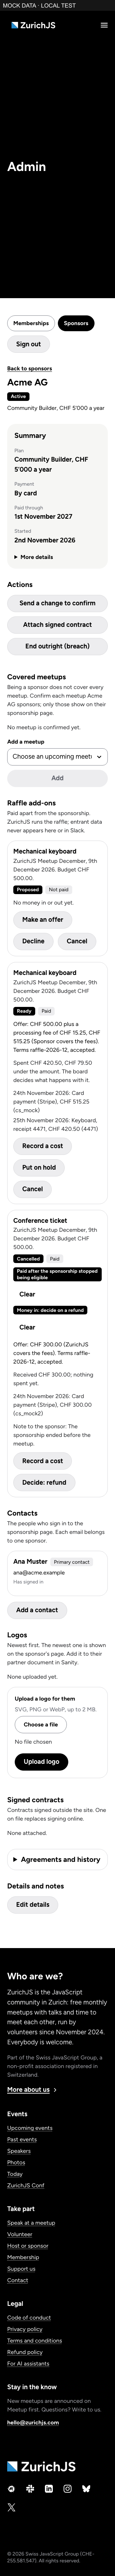 MOCK DATA · LOCAL TEST
ZurichJS
Admin
Memberships
Sponsors
Sign out
Back to sponsors
Acme AG
Active
Community Builder, CHF 5'000 a year
Summary
Plan
Community Builder, CHF
5'000 a year
Payment
By card
Paid through
1st November 2027
Started
2nd November 2026
▶ More details
Actions
Send a change to confirm
Attach signed contract
End outright (breach)
Covered meetups
Being a sponsor does not cover every
meetup. Confirm each meetup Acme
AG sponsors; only those show on their
sponsorship page.
No meetup is confirmed yet.
Add a meetup
Choose an upcoming meetu
Add
Raffle add-ons
Paid apart from the sponsorship:
ZurichJS runs the raffle; entrant data
never appears here or in Slack.
Mechanical keyboard
ZurichJS Meetup December, 9th
December 2026. Budget CHF
500.00.
Proposed
Not paid
No money in or out yet.
Make an offer
Decline
Cancel
Mechanical keyboard
ZurichJS Meetup December, 9th
December 2026. Budget CHF
500.00.
Ready
Paid
Offer: CHF 500.00 plus a
processing fee of CHF 15.25, CHF
515.25 (Sponsor covers the fees).
Terms raffle-2026-12, accepted.
Spent CHF 420.50. CHF 79.50
under the amount. The board
decides what happens with it.
24th November 2026: Card
payment (Stripe), CHF 515.25
(cs_mock)
25th November 2026: Keyboard,
receipt 4471, CHF 420.50 (4471)
Record a cost
Put on hold
Cancel
Conference ticket
ZurichJS Meetup December, 9th
December 2026. Budget CHF
500.00.
Cancelled
Paid
Paid after the sponsorship stopped
being eligible
Clear
Money in: decide on a refund
Clear
Offer: CHF 300.00 (ZurichJS
covers the fees). Terms raffle-
2026-12, accepted.
Received CHF 300.00; nothing
spent yet.
24th November 2026: Card
payment (Stripe), CHF 300.00
(cs_mock2)
Note to the sponsor: The
sponsorship ended before the
meetup.
Record a cost
Decide: refund
Contacts
The people who sign in to the
sponsorship page. Each email belongs
to one sponsor.
Ana Muster
Primary contact
ana@acme.example
Has signed in
Add a contact
Logos
Newest first. The newest one is shown
on the sponsor's page. Add it to their
partner document in Sanity.
None uploaded yet.
Upload a logo for them
SVG, PNG or WebP, up to 2 MB.
Choose a file
No file chosen
Upload logo
Signed contracts
Contracts signed outside the site. One
on file replaces signing online.
None attached.
▶ Agreements and history
Details and notes
Edit details
Who are we?
ZurichJS is the JavaScript
community in Zurich: free monthly
meetups with talks and time to
meet each other, run by
volunteers since November 2024.
Everybody is welcome.
Part of the Swiss JavaScript Group, a
non-profit association registered in
Switzerland.
More about us
Events
Upcoming events
Past events
Speakers
Photos
Today
ZurichJS Conf
Take part
Speak at a meetup
Volunteer
Host or sponsor
Membership
Support us
Contact
Legal
Code of conduct
Privacy policy
Terms and conditions
Refund policy
For AI assistants
Stay in the know
New meetups are announced on
Meetup first. Questions? Write to us
hello@zurichjs.com
ZurichJS
© 2026 Swiss JavaScript Group (CHE-
255.581.547). All rights reserved.